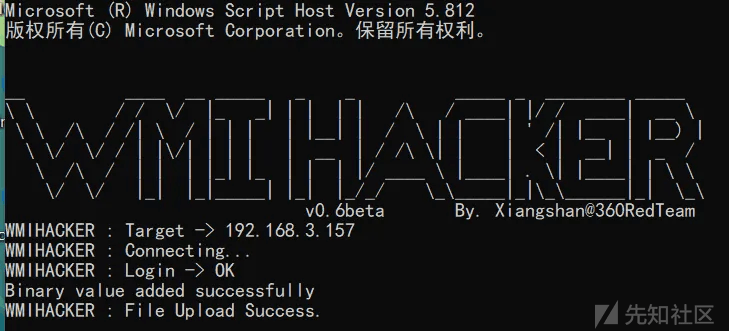 Microsoft (R) Windows Script Host Version 5.812
版权所有(C) Microsoft Corporation。保留所有权利。
WMIHACKER
v0.6beta By. Xiangshan@360RedTeam
WMIHACKER : Target -> 192.168.3.157
WMIHACKER : Connecting...
WMIHACKER : Login -> OK
Binary value added successfully
WMIHACKER : File Upload Success.
先知社区